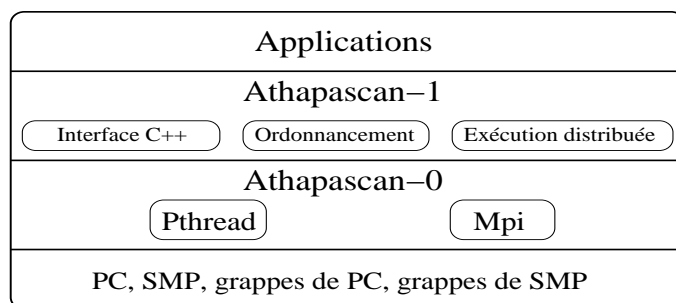 Applications
Athapascan−1
Interface C++ Ordonnancement Exécution distribuée
Athapascan−0
Pthread Mpi
PC, SMP, grappes de PC, grappes de SMP